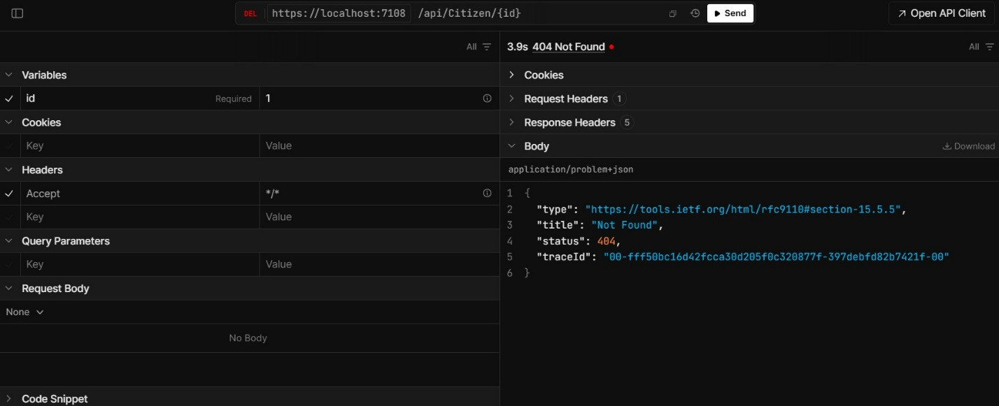 DEL https://localhost:7108 /api/Citizen/{id} Send Open API Client
All
3.9s 404 Not Found All
Variables
id Required 1
Cookies
Key Value
Headers
Accept */*
Key Value
Query Parameters
Key Value
Request Body
None
No Body
Code Snippet
Cookies
Request Headers 1
Response Headers 5
Body Download
application/problem+json
1 {
2 "type": "https://tools.ietf.org/html/rfc9110#section-15.5.5",
3 "title": "Not Found",
4 "status": 404,
5 "traceId": "00-fff50bc16d42fcca30d205f0c320877f-397debfd82b7421f-00"
6 }